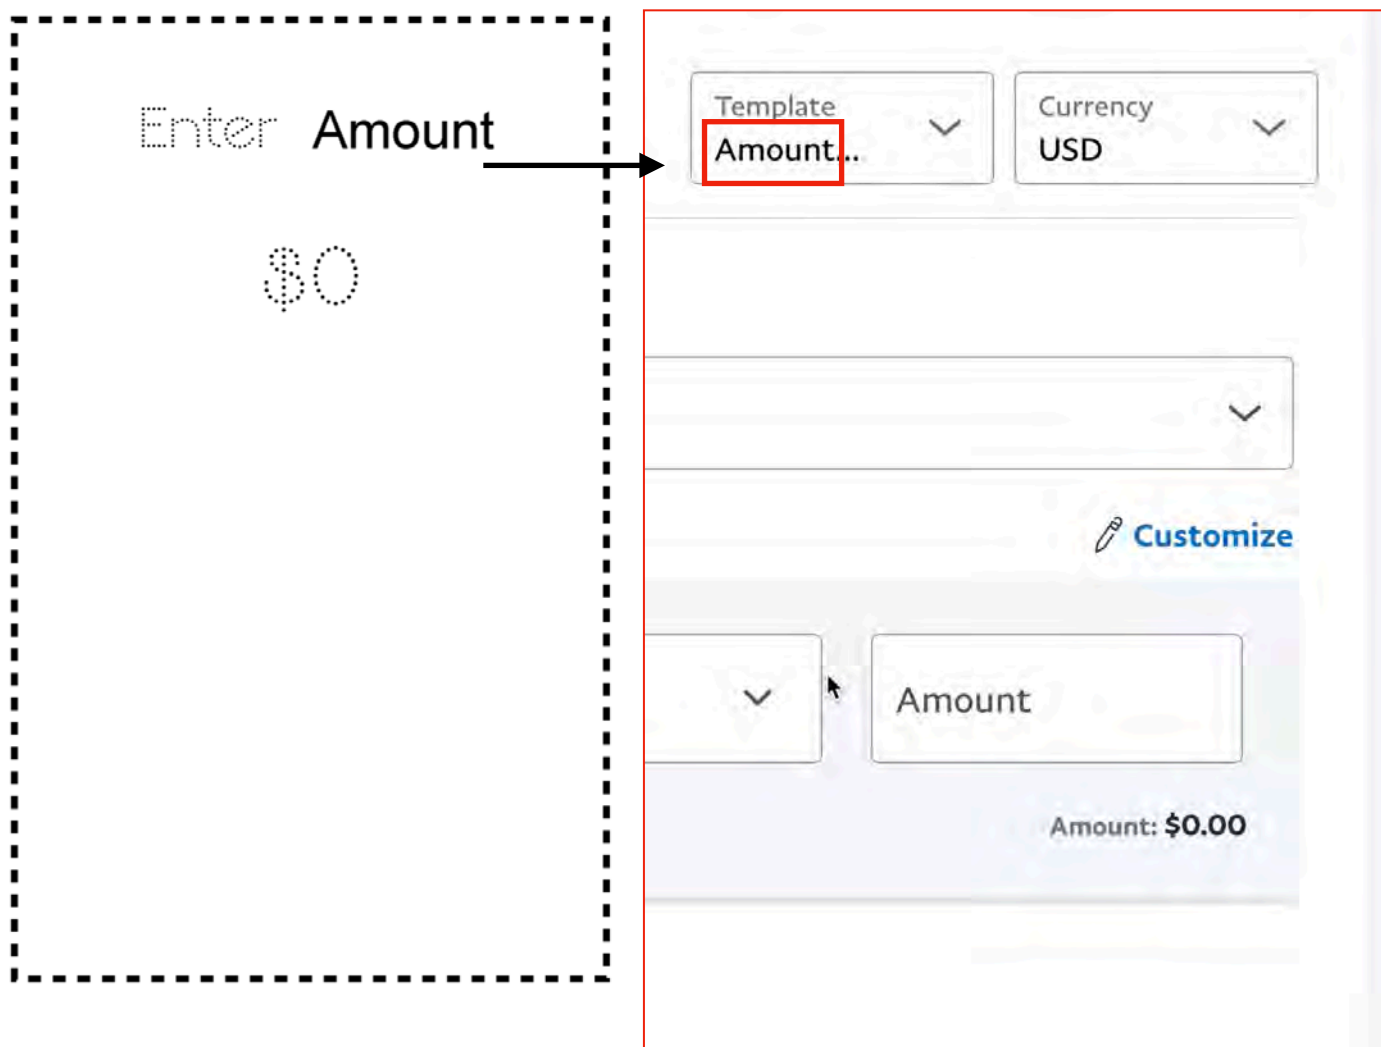 Enter Amount
$0
Template
Amount...
Currency
USD
Customize
Amount
Amount: $0.00